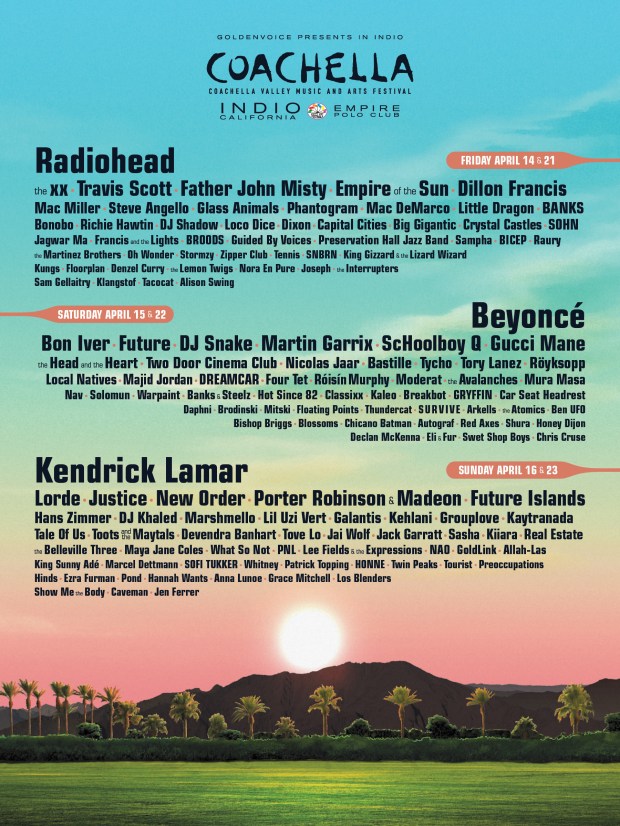 GOLDENVOICE PRESENTS IN INDIO
COACHELLA
COACHELLA VALLEY MUSIC AND ARTS FESTIVAL
INDIO CALIFORNIA EMPIRE POLO CLUB
Radiohead
FRIDAY APRIL 14 & 21
the xx • Travis Scott • Father John Misty • Empire of the Sun • Dillon Francis
Mac Miller • Steve Angello • Glass Animals • Phantogram • Mac DeMarco • Little Dragon • BANKS
Bonobo • Richie Hawtin • DJ Shadow • Loco Dice • Dixon • Capital Cities • Big Gigantic • Crystal Castles • SOHN
Jagwar Ma • Francis and the Lights • BROODS • Guided By Voices • Preservation Hall Jazz Band • Sampha • BICEP • Raury
the Martinez Brothers • Oh Wonder • Stormzy • Zipper Club • Tennis • SNBRN • King Gizzard & the Lizard Wizard
Kungs • Floorplan • Denzel Curry • the Lemon Twigs • Nora En Pure • Joseph • the Interrupters
Sam Gellaitry • Klangstof • Tacocat • Alison Swing
SATURDAY APRIL 15 & 22
Beyoncé
Bon Iver • Future • DJ Snake • Martin Garrix • ScHoolboy Q • Gucci Mane
the Head and the Heart • Two Door Cinema Club • Nicolas Jaar • Bastille • Tycho • Tory Lanez • Röyksopp
Local Natives • Majid Jordan • DREAMCAR • Four Tet • Róisín Murphy • Moderat • the Avalanches • Mura Masa
Nav • Solomun • Warpaint • Banks & Steelz • Hot Since 82 • Classixx • Kaleo • Breakbot • GRYFFIN • Car Seat Headrest
Daphni • Brodinski • Mitski • Floating Points • Thundercat • SURVIVE • Arkells • the Atomics • Ben UFO
Bishop Briggs • Blossoms • Chicano Batman • Autograf • Red Axes • Shura • Honey Dijon
Declan McKenna • Eli & Fur • Swet Shop Boys • Chris Cruse
Kendrick Lamar
SUNDAY APRIL 16 & 23
Lorde • Justice • New Order • Porter Robinson & Madeon • Future Islands
Hans Zimmer • DJ Khaled • Marshmello • Lil Uzi Vert • Galantis • Kehlani • Grouplove • Kaytranada
Tale Of Us • Toots and the Maytals • Devendra Banhart • Tove Lo • Jai Wolf • Jack Garratt • Sasha • Kiiara • Real Estate
the Belleville Three • Maya Jane Coles • What So Not • PNL • Lee Fields & the Expressions • NAO • GoldLink • Allah-Las
King Sunny Adé • Marcel Dettmann • SOFI TUKKER • Whitney • Patrick Topping • HONNE • Twin Peaks • Tourist • Preoccupations
Hinds • Ezra Furman • Pond • Hannah Wants • Anna Lunoe • Grace Mitchell • Los Blenders
Show Me the Body • Caveman • Jen Ferrer